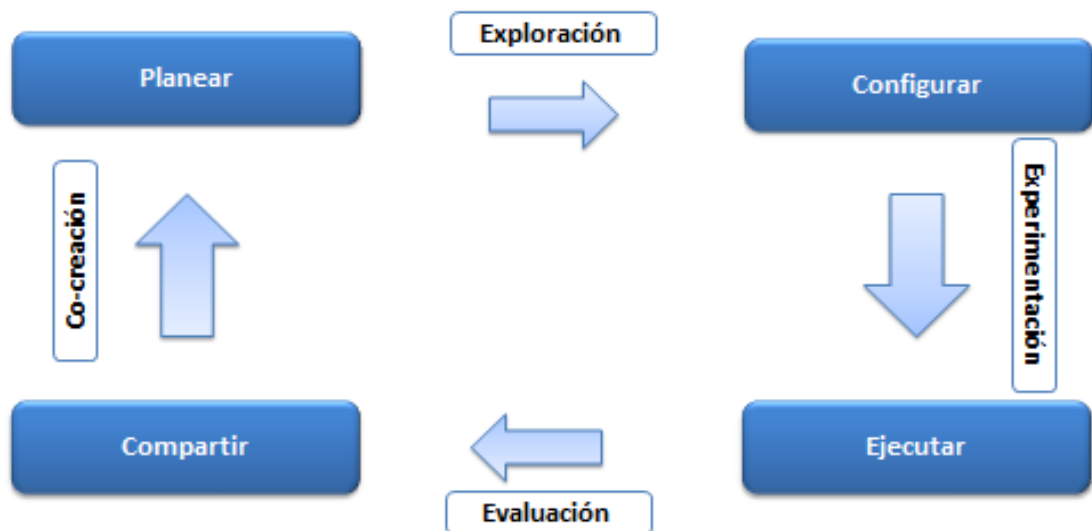 Exploración
Planear
Configurar
Co-creación
Experimentación
Compartir
Ejecutar
Evaluación